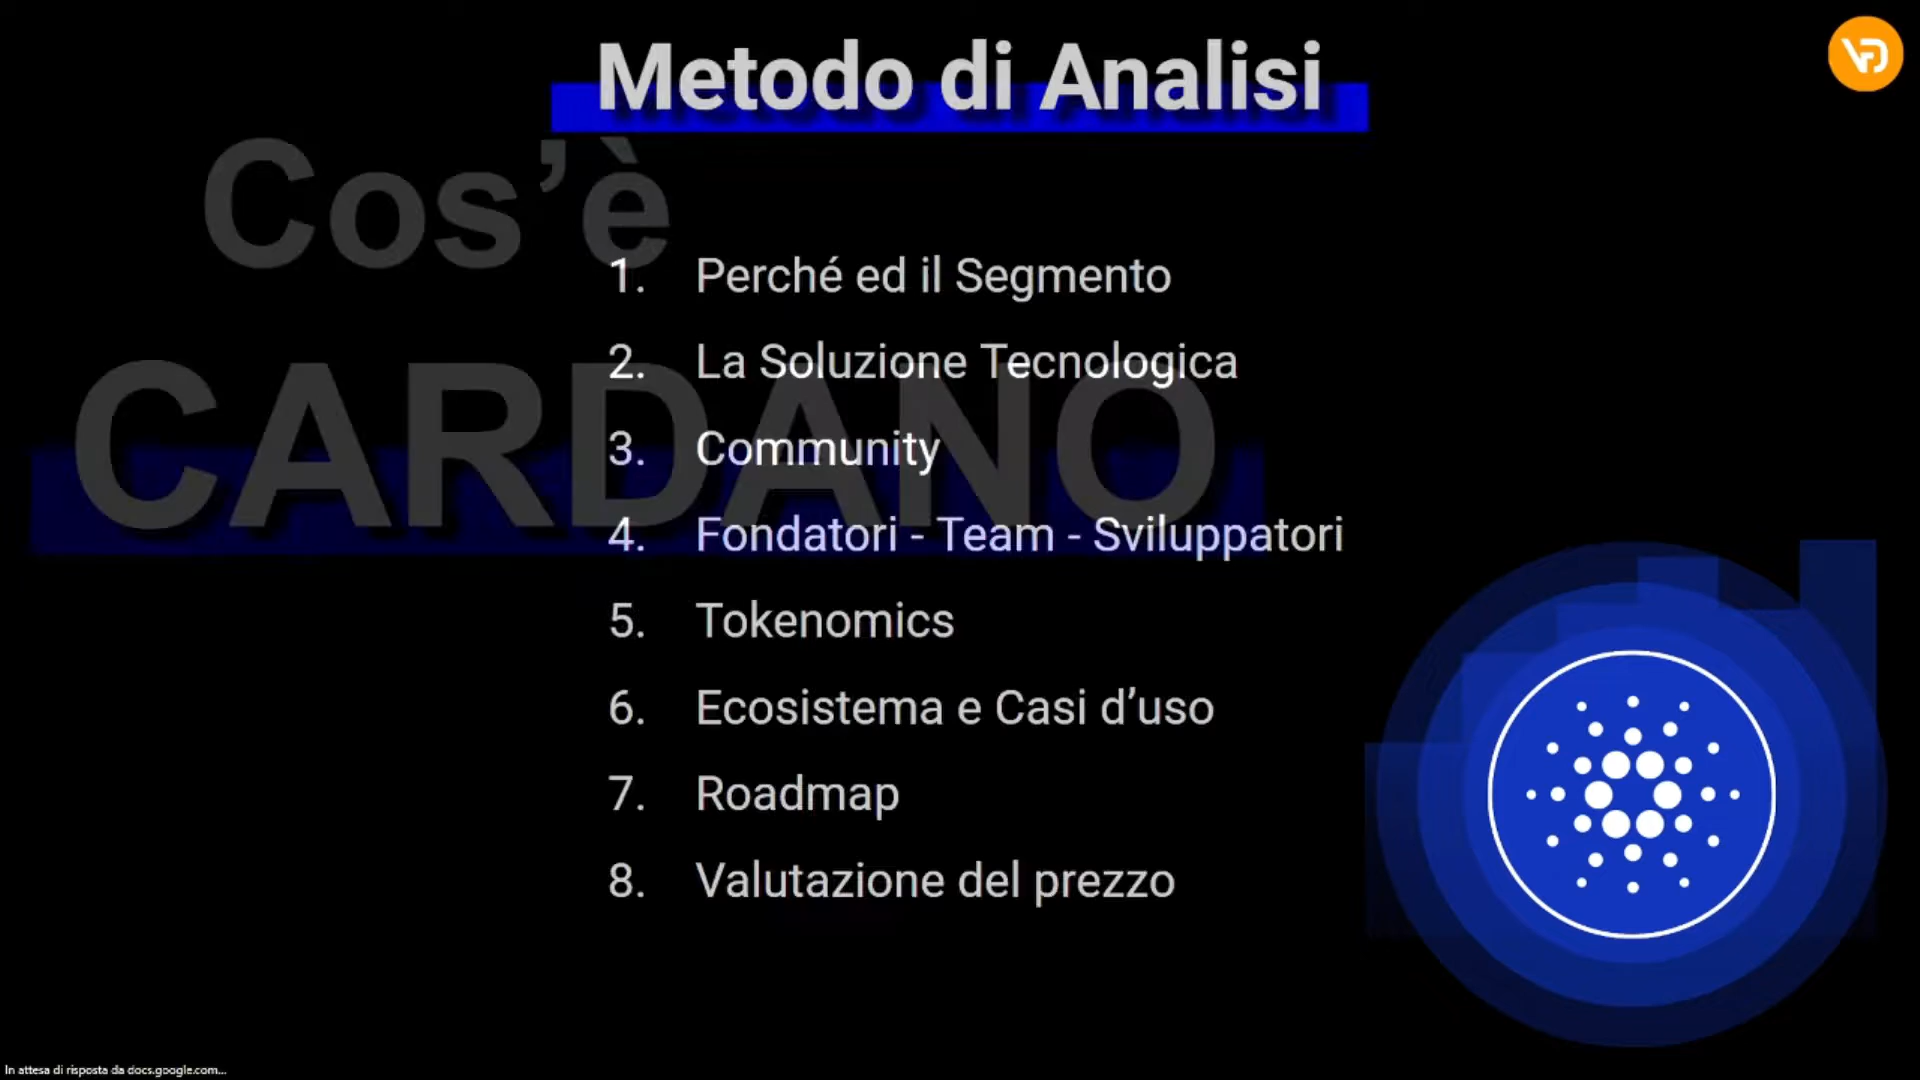 Metodo di Analisi
Cos’è
CARDANO
1. Perché ed il Segmento
2. La Soluzione Tecnologica
3. Community
4. Fondatori - Team - Sviluppatori
5. Tokenomics
6. Ecosistema e Casi d’uso
7. Roadmap
8. Valutazione del prezzo
In attesa di risposta da docs.google.com...